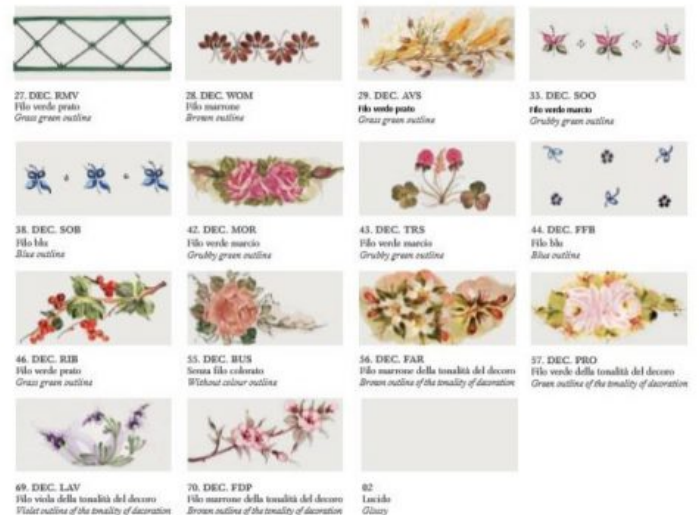 27. DEC. RMV
Filo verde prato
Grass green outline
28. DEC. WOM
Filo marrone
Brown outline
29. DEC. AVS
Filo verde prato
Grass green outline
33. DEC. SOO
Filo verde marcio
Grubby green outline
38. DEC. SOB
Filo blu
Blue outline
42. DEC. MOR
Filo verde marcio
Grubby green outline
43. DEC. TRS
Filo verde marcio
Grubby green outline
44. DEC. FFB
Filo blu
Blue outline
46. DEC. RIB
Filo verde prato
Grass green outline
55. DEC. BUS
Senza filo colorato
Without colour outline
56. DEC. FAR
Filo marrone della tonalità del decoro
Brown outline of the tonality of decoration
57. DEC. PRO
Filo verde della tonalità del decoro
Green outline of the tonality of decoration
69. DEC. LAV
Filo viola della tonalità del decoro
Violet outline of the tonality of decoration
70. DEC. FDP
Filo marrone della tonalità del decoro
Brown outline of the tonality of decoration
02
Lucido
Glossy